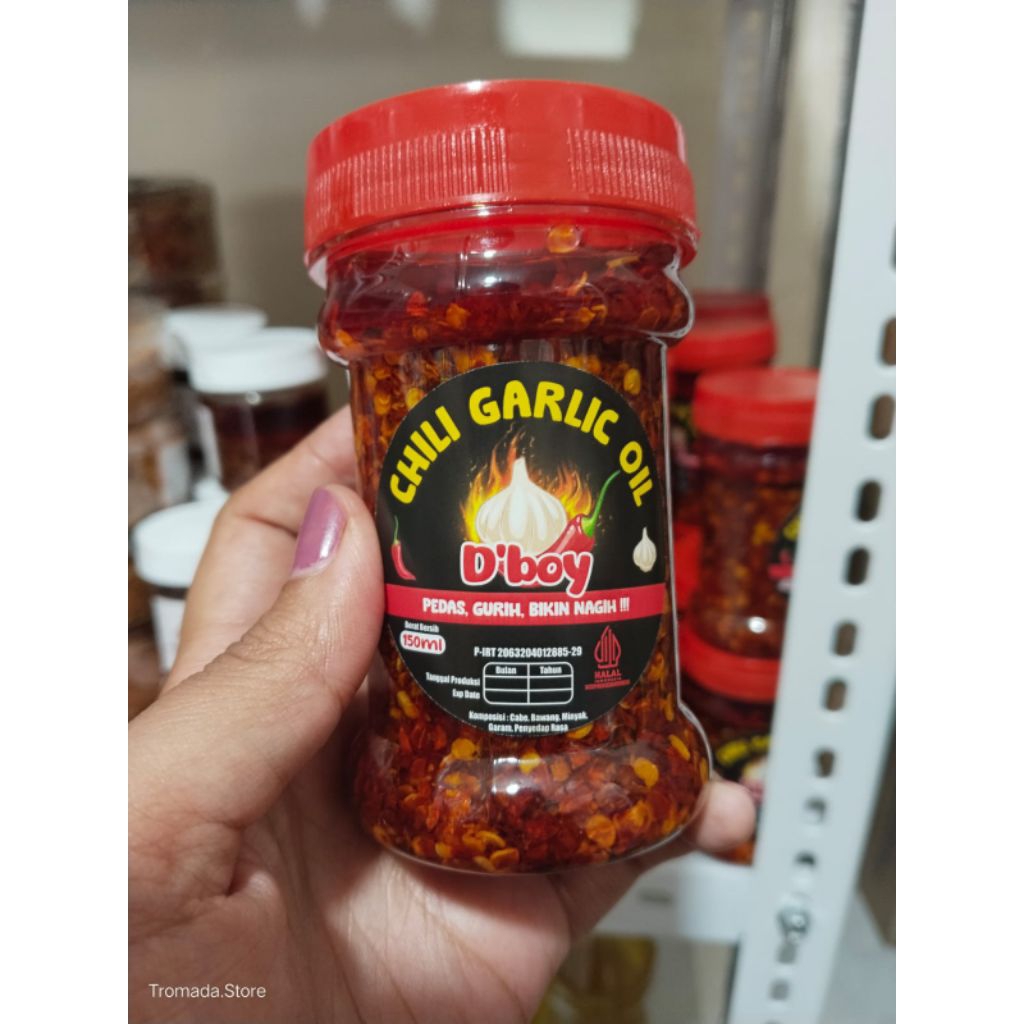 CHILI GARLIC OIL
D'boy
PEDAS, GURIH, BIKIN NAGIH !!!
Berat Bersih
150ml
P-IRT 2063204012885-29
HALAL
INDONESIA
Bulan Tahun
Tanggal Produksi
Exp Date
Komposisi : Cabe, Bawang, Minyak,
Garam, Penyedap Rasa
Tromada.Store